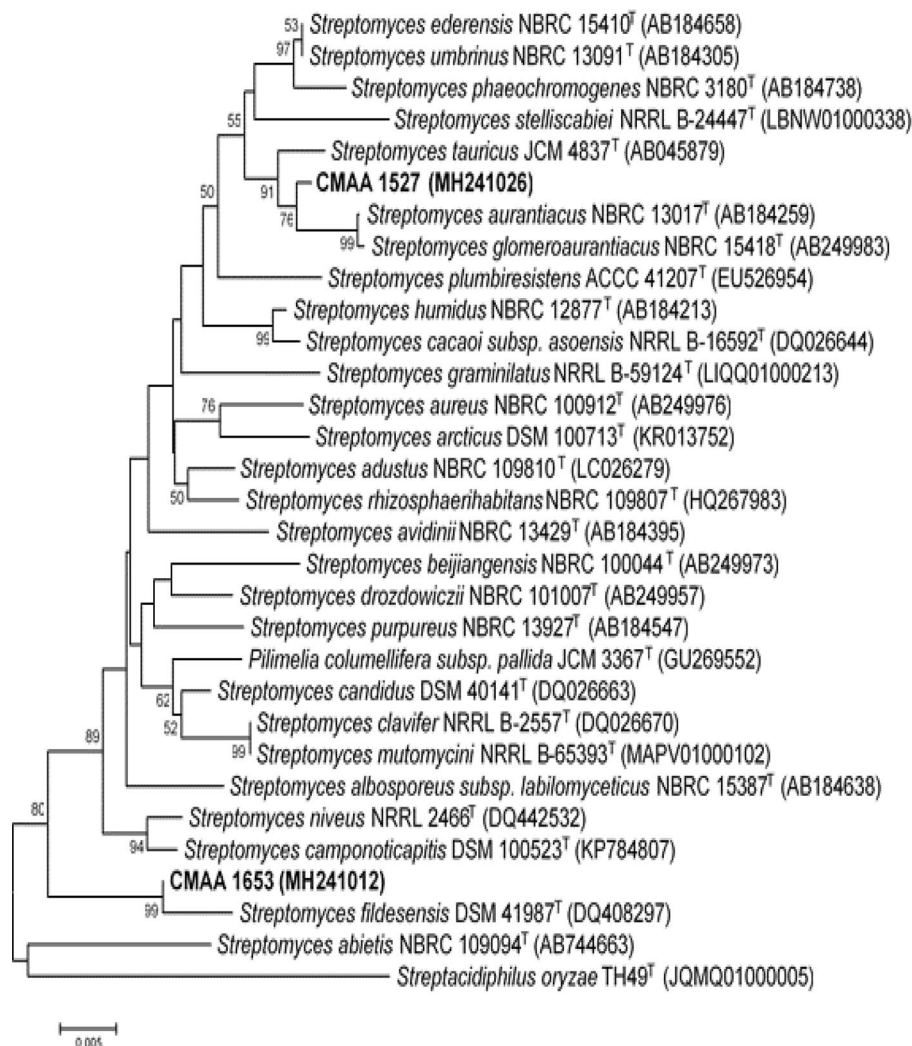 53 Streptomyces ederensis NBRC 15410T (AB184658)
97 Streptomyces umbrinus NBRC 13091T (AB184305)
Streptomyces phaeochromogenes NBRC 3180T (AB184738)
55 Streptomyces stelliscabiei NRRL B-24447T (LBNW01000338)
Streptomyces tauricus JCM 4837T (AB045879)
50 91 CMAA 1527 (MH241026)
76 Streptomyces aurantiacus NBRC 13017T (AB184259)
99 Streptomyces glomeroaurantiacus NBRC 15418T (AB249983)
Streptomyces plumbiresistens ACCC 41207T (EU526954)
Streptomyces humidus NBRC 12877T (AB184213)
99 Streptomyces cacaoi subsp. asoensis NRRL B-16592T (DQ026644)
Streptomyces graminilatus NRRL B-59124T (LIQQ01000213)
76 Streptomyces aureus NBRC 100912T (AB249976)
Streptomyces arcticus DSM 100713T (KR013752)
Streptomyces adustus NBRC 109810T (LC026279)
50 Streptomyces rhizosphaerihabitans NBRC 109807T (HQ267983)
Streptomyces avidinii NBRC 13429T (AB184395)
Streptomyces beijiangensis NBRC 100044T (AB249973)
Streptomyces drozdowiczii NBRC 101007T (AB249957)
Streptomyces purpureus NBRC 13927T (AB184547)
Pilimelia columellifera subsp. pallida JCM 3367T (GU269552)
62 Streptomyces candidus DSM 40141T (DQ026663)
52 Streptomyces clavifer NRRL B-2557T (DQ026670)
89 99 Streptomyces mutomycini NRRL B-65393T (MAPV01000102)
Streptomyces albosporeus subsp. labilomyceticus NBRC 15387T (AB184638)
80 Streptomyces niveus NRRL 2466T (DQ442532)
94 Streptomyces camponoticapitis DSM 100523T (KP784807)
CMAA 1653 (MH241012)
99 Streptomyces fildesensis DSM 41987T (DQ408297)
Streptomyces abietis NBRC 109094T (AB744663)
Streptacidiphilus oryzae TH49T (JQMQ01000005)
0.005